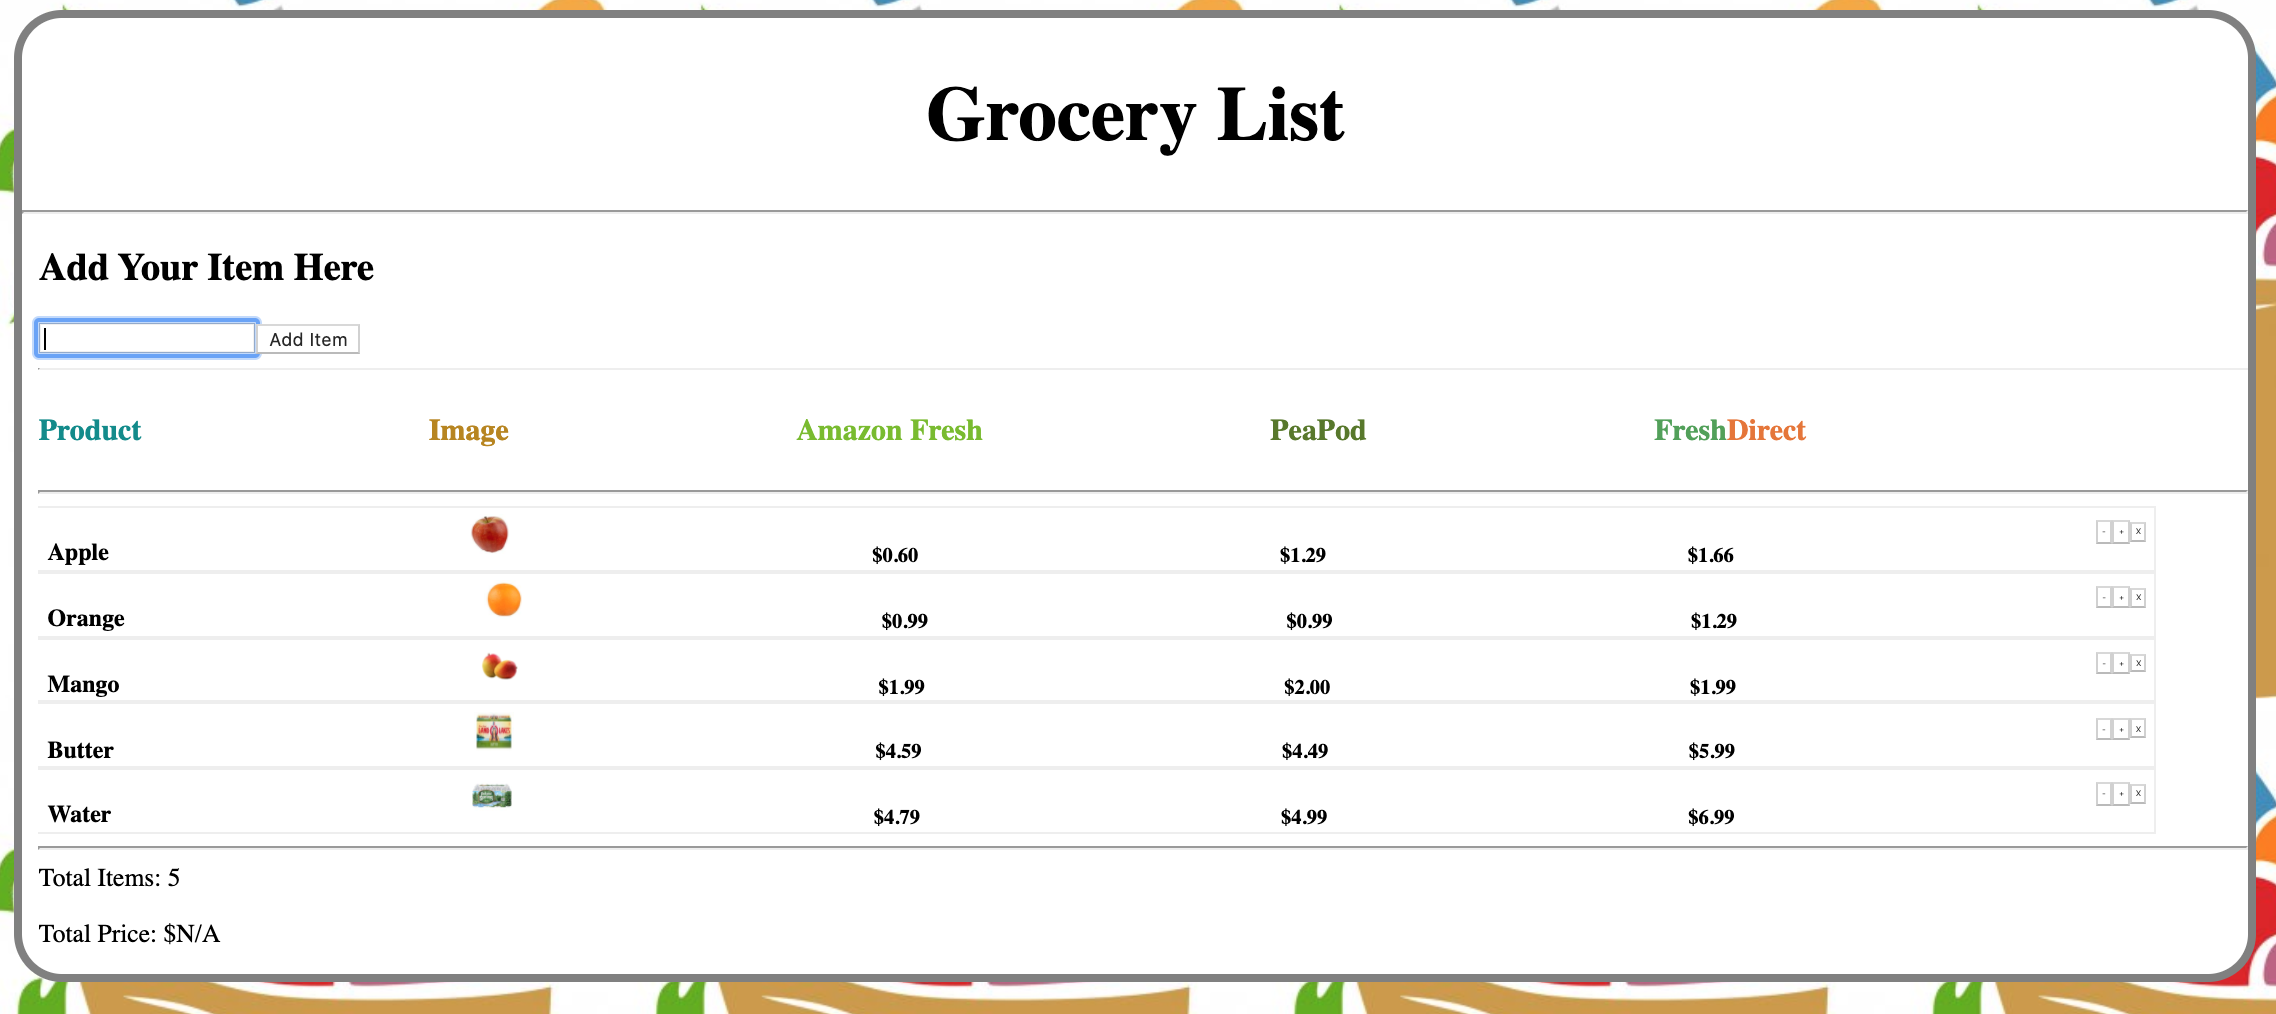 Grocery List
Add Your Item Here
Add Item
Product Image Amazon Fresh PeaPod FreshDirect
Apple $0.60 $1.29 $1.66 - + x
Orange $0.99 $0.99 $1.29 - + x
Mango $1.99 $2.00 $1.99 - + x
Butter $4.59 $4.49 $5.99 - + x
Water $4.79 $4.99 $6.99 - + x
Total Items: 5
Total Price: $N/A